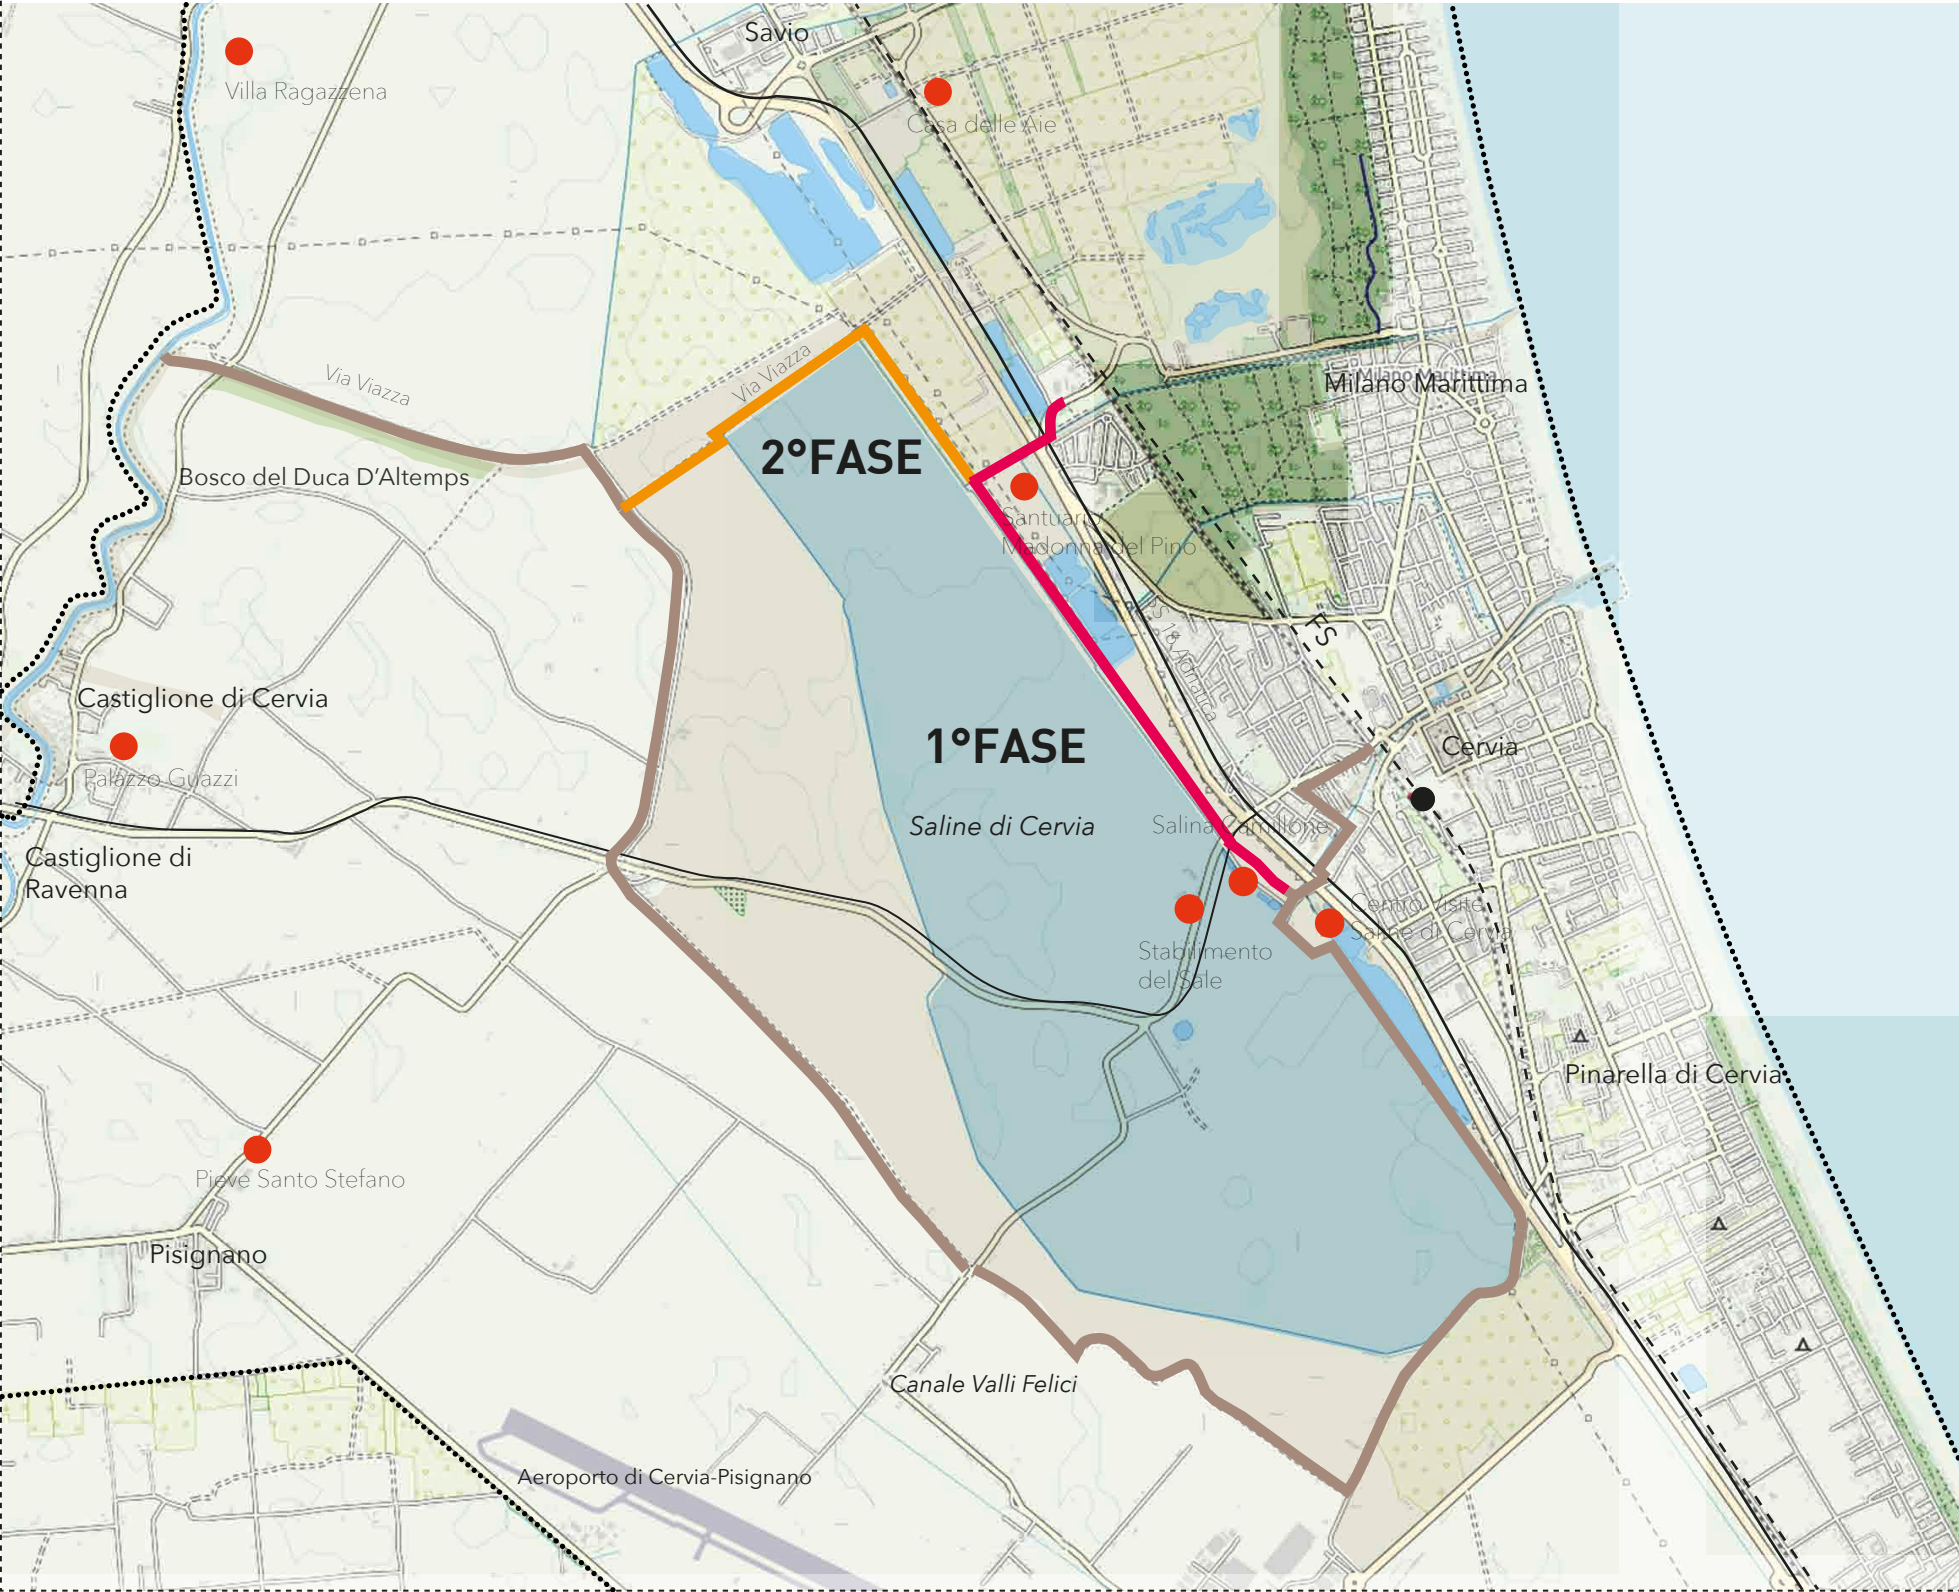 Savio
Villa Ragazzena
Casa delle Aie
Via Viazza
Via Viazza
Milano Marittima
Milano Marittima
2°FASE
Bosco del Duca D'Altemps
Santuario
Madonna del Pino
FS
SS 16 Adriatica
Castiglione di Cervia
1°FASE
Cervia
Palazzo Guazzi
Saline di Cervia
Salina Camillone
Castiglione di
Ravenna
Centro Visite
Saline di Cervia
Stabilimento
del Sale
Pinarella di Cervia
Pieve Santo Stefano
Pisignano
Canale Valli Felici
Aeroporto di Cervia-Pisignano